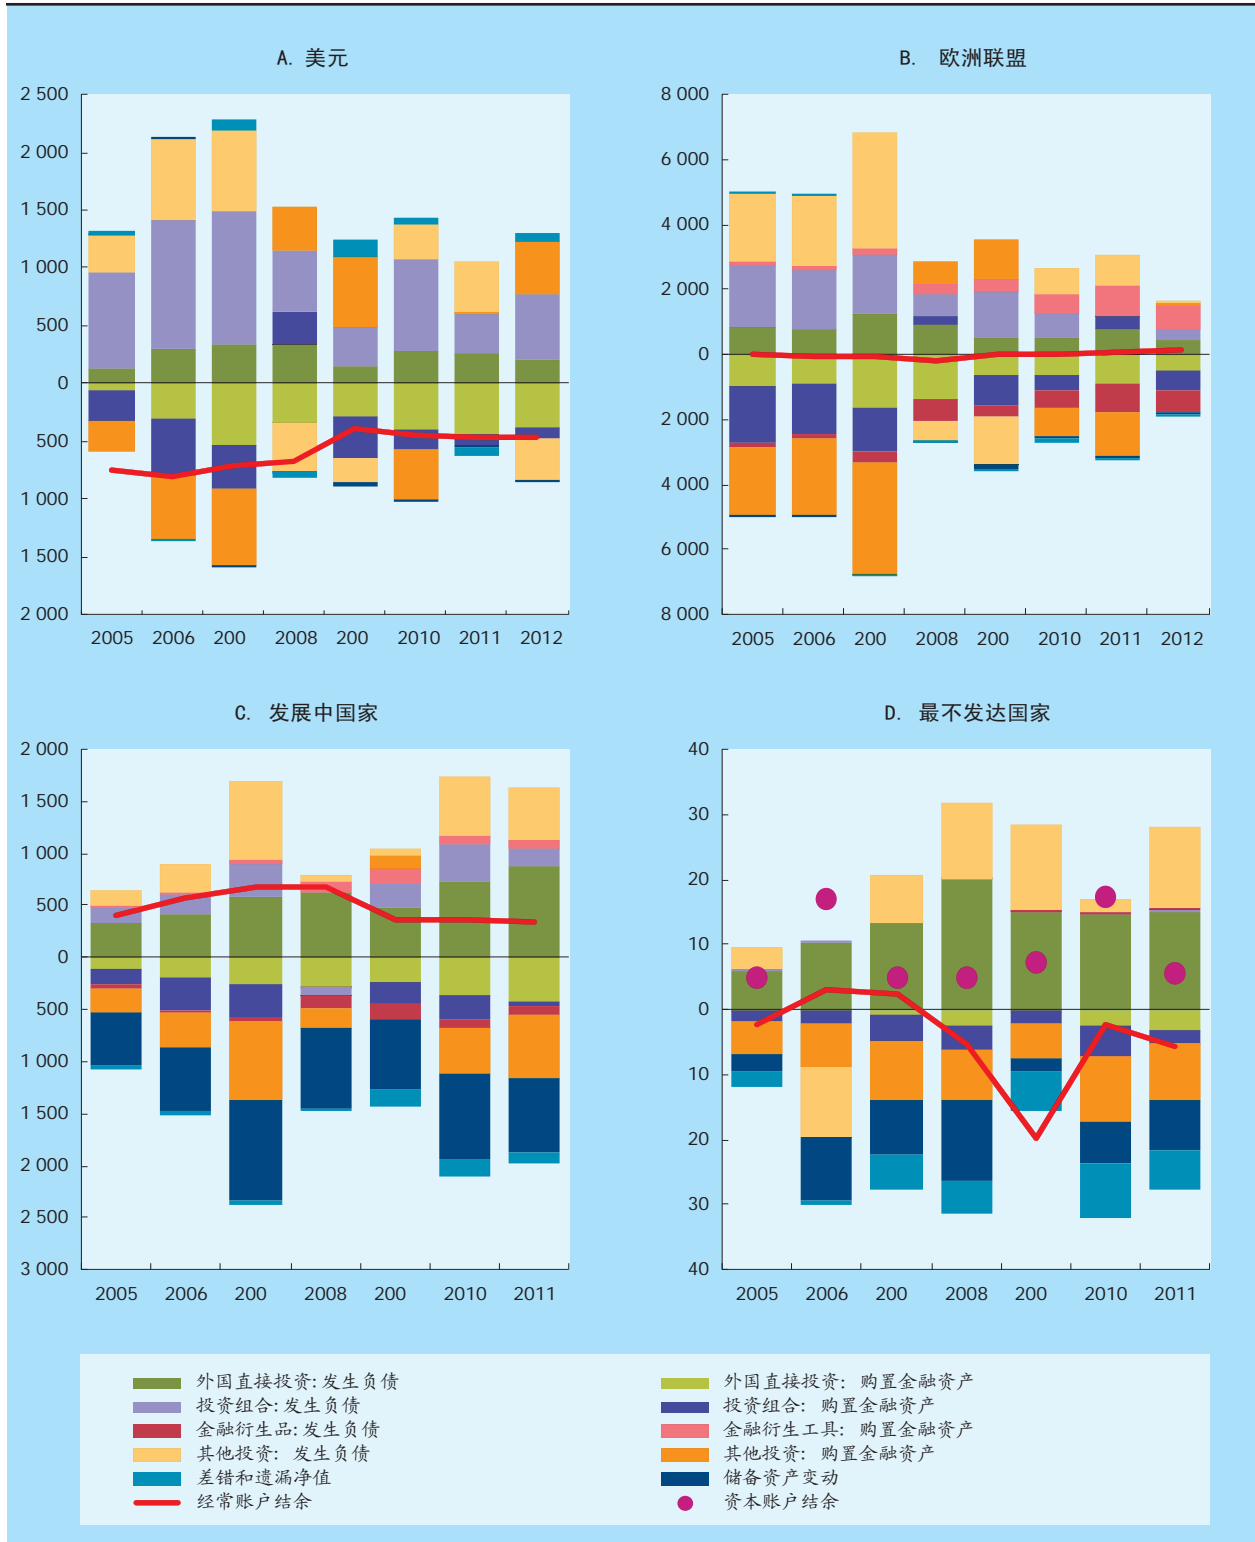 A. 美元
2 500
2 000
1 500
1 000
500
0
500
1 000
1 500
2 000
2005 2006 200 2008 200 2010 2011 2012
B. 欧洲联盟
8 000
6 000
4 000
2 000
0
2 000
4 000
6 000
8 000
2005 2006 200 2008 200 2010 2011 2012
C. 发展中国家
2 000
1 500
1 000
500
0
500
1 000
1 500
2 000
2 500
3 000
2005 2006 200 2008 200 2010 2011
D. 最不发达国家
40
30
20
10
0
10
20
30
40
2005 2006 200 2008 200 2010 2011
外国直接投资:发生负债
投资组合:发生负债
金融衍生品:发生负债
其他投资: 发生负债
差错和遗漏净值
经常账户结余
外国直接投资: 购置金融资产
投资组合: 购置金融资产
金融衍生工具: 购置金融资产
其他投资: 购置金融资产
储备资产变动
资本账户结余